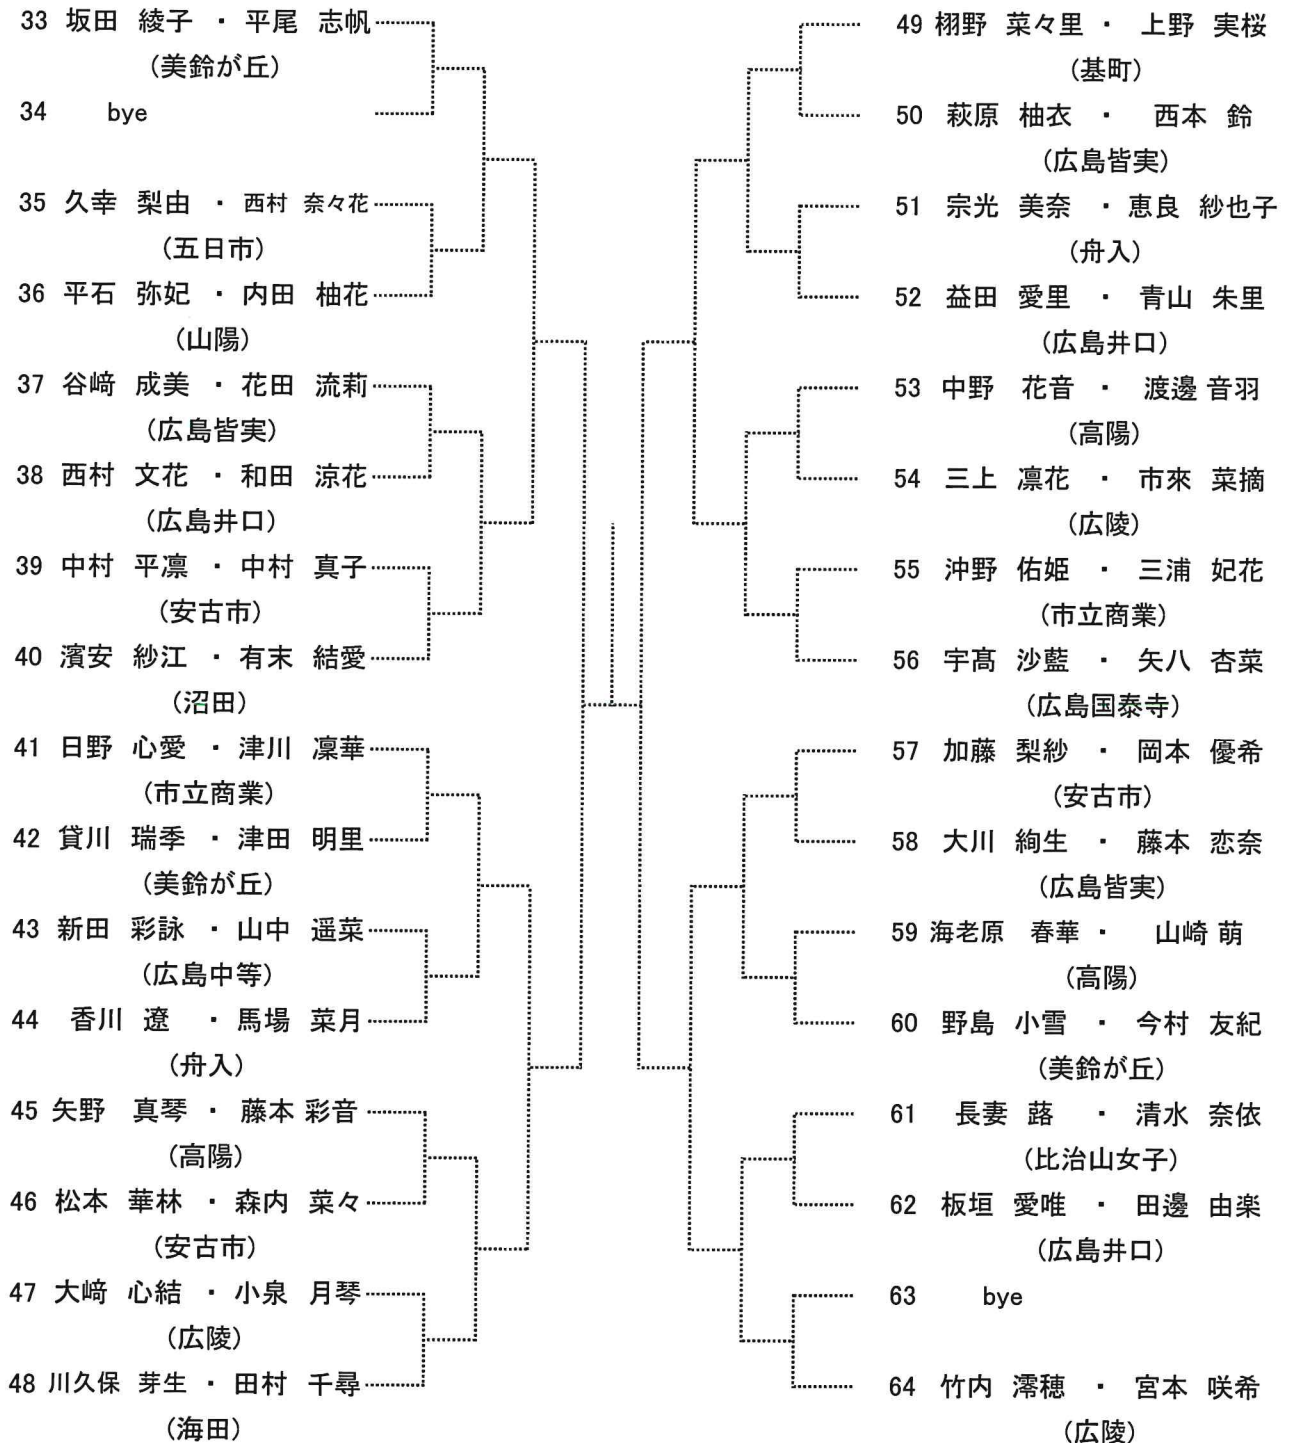 33 坂田 綾子 ・ 平尾 志帆
(美鈴が丘)
34 bye
35 久幸 梨由 ・ 西村 奈々花
(五日市)
36 平石 弥妃 ・ 内田 柚花
(山陽)
37 谷﨑 成美 ・ 花田 流莉
(広島皆実)
38 西村 文花 ・ 和田 涼花
(広島井口)
39 中村 平凛 ・ 中村 真子
(安古市)
40 濱安 紗江 ・ 有末 結愛
(沼田)
41 日野 心愛 ・ 津川 凜華
(市立商業)
42 貸川 瑞季 ・ 津田 明里
(美鈴が丘)
43 新田 彩詠 ・ 山中 遥菜
(広島中等)
44 香川 遼 ・ 馬場 菜月
(舟入)
45 矢野 真琴 ・ 藤本 彩音
(高陽)
46 松本 華林 ・ 森内 菜々
(安古市)
47 大﨑 心結 ・ 小泉 月琴
(広陵)
48 川久保 芽生 ・ 田村 千尋
(海田)
49 栩野 菜々里 ・ 上野 実桜
(基町)
50 萩原 柚衣 ・ 西本 鈴
(広島皆実)
51 宗光 美奈 ・ 恵良 紗也子
(舟入)
52 益田 愛里 ・ 青山 朱里
(広島井口)
53 中野 花音 ・ 渡邊 音羽
(高陽)
54 三上 凛花 ・ 市來 菜摘
(広陵)
55 沖野 佑姫 ・ 三浦 妃花
(市立商業)
56 宇髙 沙藍 ・ 矢八 杏菜
(広島国泰寺)
57 加藤 梨紗 ・ 岡本 優希
(安古市)
58 大川 絢生 ・ 藤本 恋奈
(広島皆実)
59 海老原 春華 ・ 山崎 萌
(高陽)
60 野島 小雪 ・ 今村 友紀
(美鈴が丘)
61 長妻 蕗 ・ 清水 奈依
(比治山女子)
62 板垣 愛唯 ・ 田邊 由楽
(広島井口)
63 bye
64 竹内 澪穂 ・ 宮本 咲希
(広陵)